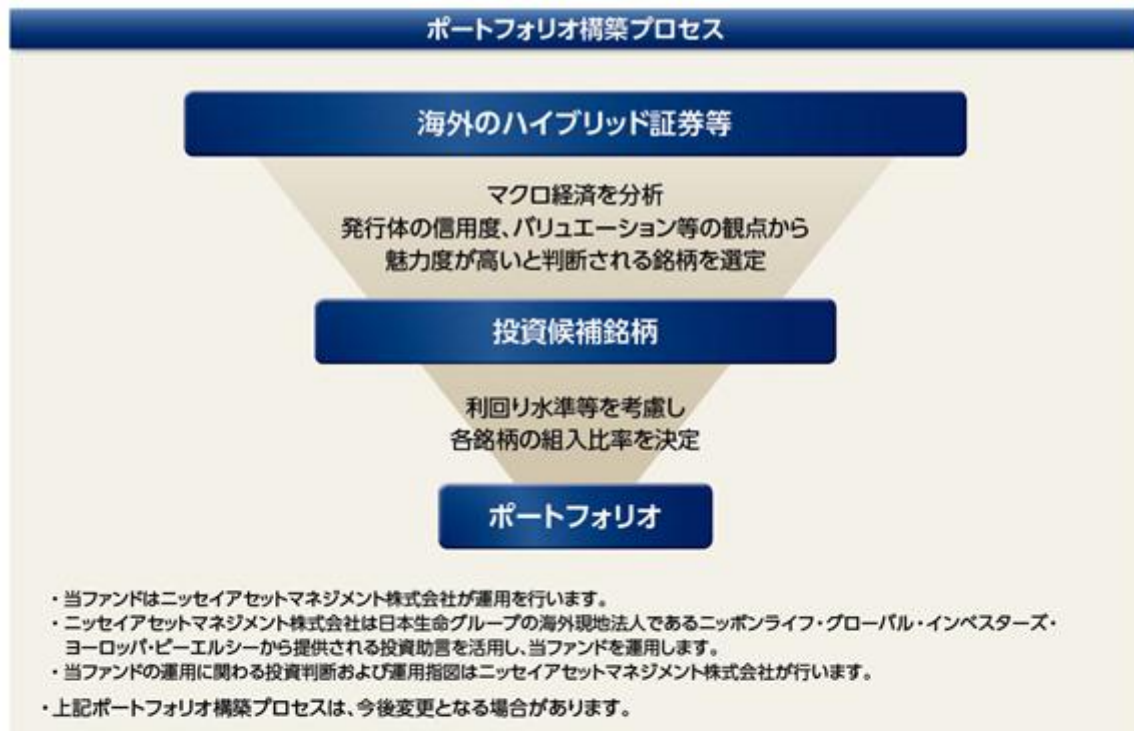 ポートフォリオ構築プロセス
海外のハイブリッド証券等
マクロ経済を分析
発行体の信用度、バリュエーション等の観点から
魅力度が高いと判断される銘柄を選定
投資候補銘柄
利回り水準等を考慮し
各銘柄の組入比率を決定
ポートフォリオ
・当ファンドはニッセイアセットマネジメント株式会社が運用を行います。
・ニッセイアセットマネジメント株式会社は日本生命グループの海外現地法人であるニッポンライフ・グローバル・インベスターズ・
ヨーロッパ・ピーエルシーから提供される投資助言を活用し、当ファンドを運用します。
・当ファンドの運用に関わる投資判断および運用指図はニッセイアセットマネジメント株式会社が行います。
・上記ポートフォリオ構築プロセスは、今後変更となる場合があります。